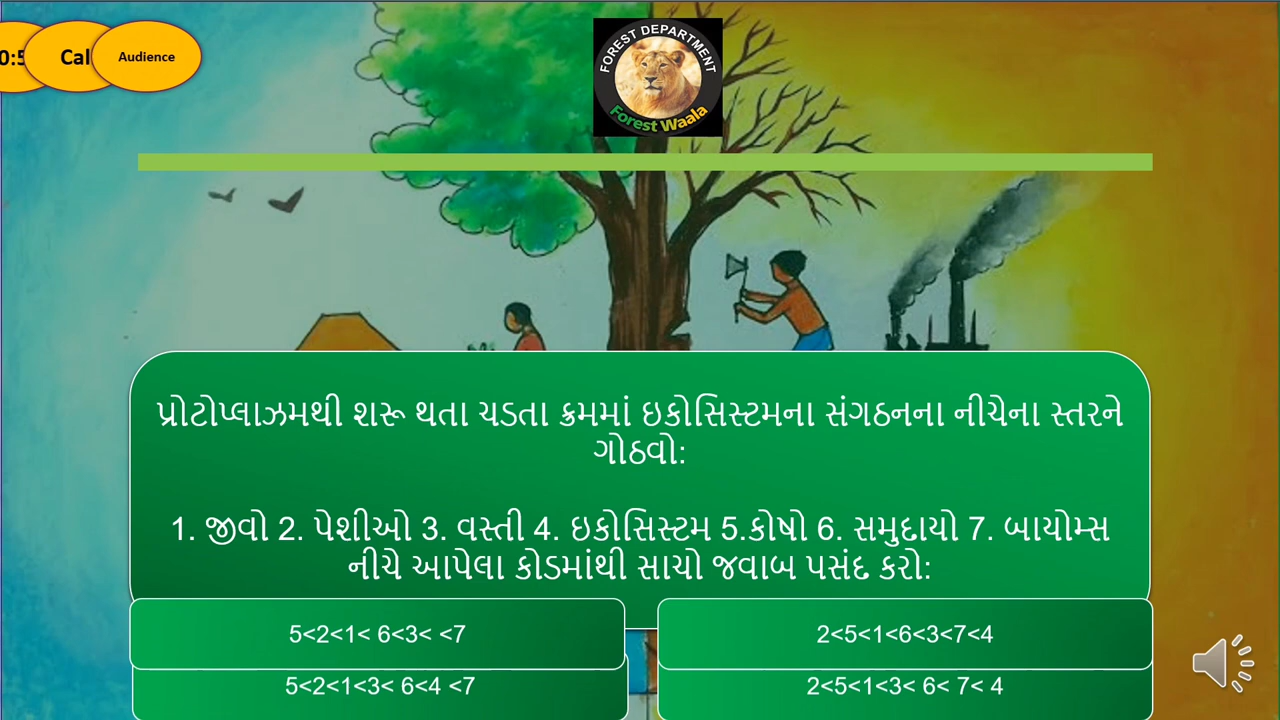 0:5
Cal
Audience
FOREST DEPARTMENT
Forest Waala
પ્રોટોપ્લાઝમથી શરૂ થતા ચડતા ક્રમમાં ઇકોસિસ્ટમના સંગઠનના નીચેના સ્તરને
ગોઠવો:
1. જીવો 2. પેશીઓ 3. વસ્તી 4. ઇકોસિસ્ટમ 5.કોષો 6. સમુદાયો 7. બાયોમ્સ
નીચે આપેલા કોડમાંથી સાચો જવાબ પસંદ કરો:
5<2<1< 6<3< <7
2<5<1<6<3<7<4
5<2<1<3< 6<4 <7
2<5<1<3< 6< 7< 4